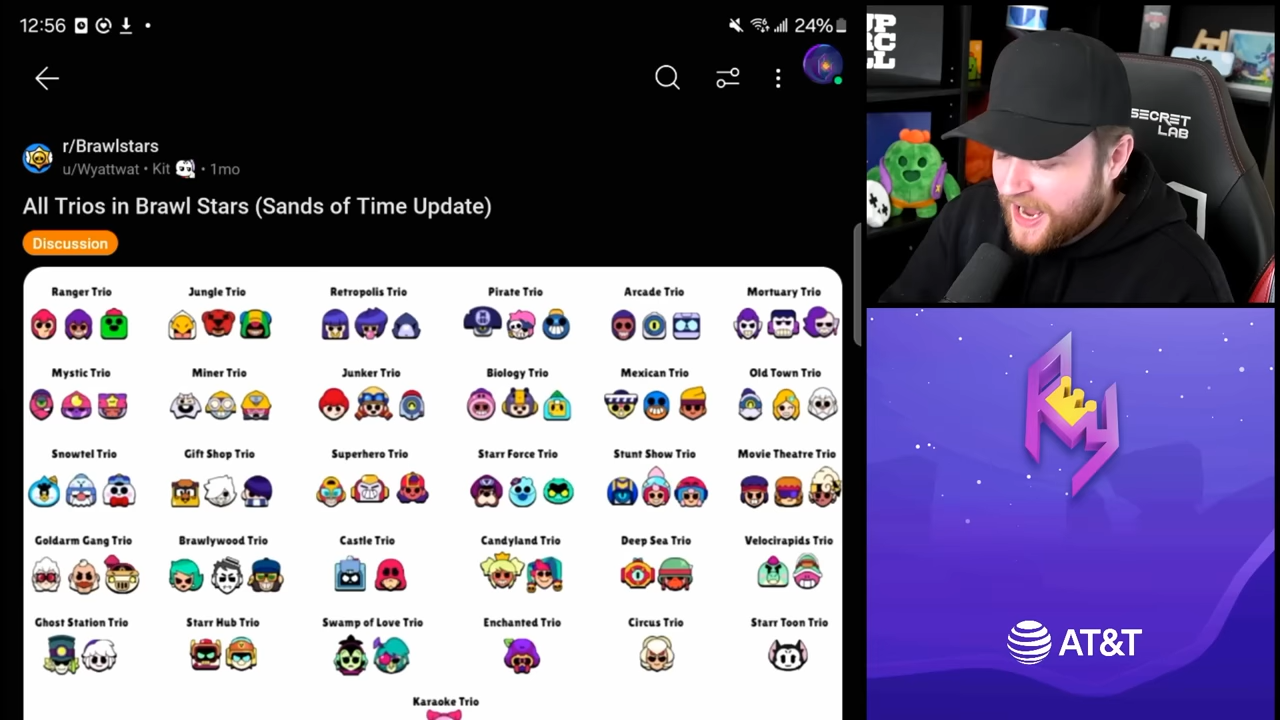 12:56
24%
r/Brawlstars
u/Wyattwat • Kit • 1mo
All Trios in Brawl Stars (Sands of Time Update)
Discussion
Ranger Trio
Jungle Trio
Retropolis Trio
Pirate Trio
Arcade Trio
Mortuary Trio
Mystic Trio
Miner Trio
Junker Trio
Biology Trio
Mexican Trio
Old Town Trio
Snowtel Trio
Gift Shop Trio
Superhero Trio
Starr Force Trio
Stunt Show Trio
Movie Theatre Trio
Goldarm Gang Trio
Brawlywood Trio
Castle Trio
Candyland Trio
Deep Sea Trio
Velocirapids Trio
Ghost Station Trio
Starr Hub Trio
Swamp of Love Trio
Enchanted Trio
Circus Trio
Starr Toon Trio
Karaoke Trio
SECRET
LAB
AT&T